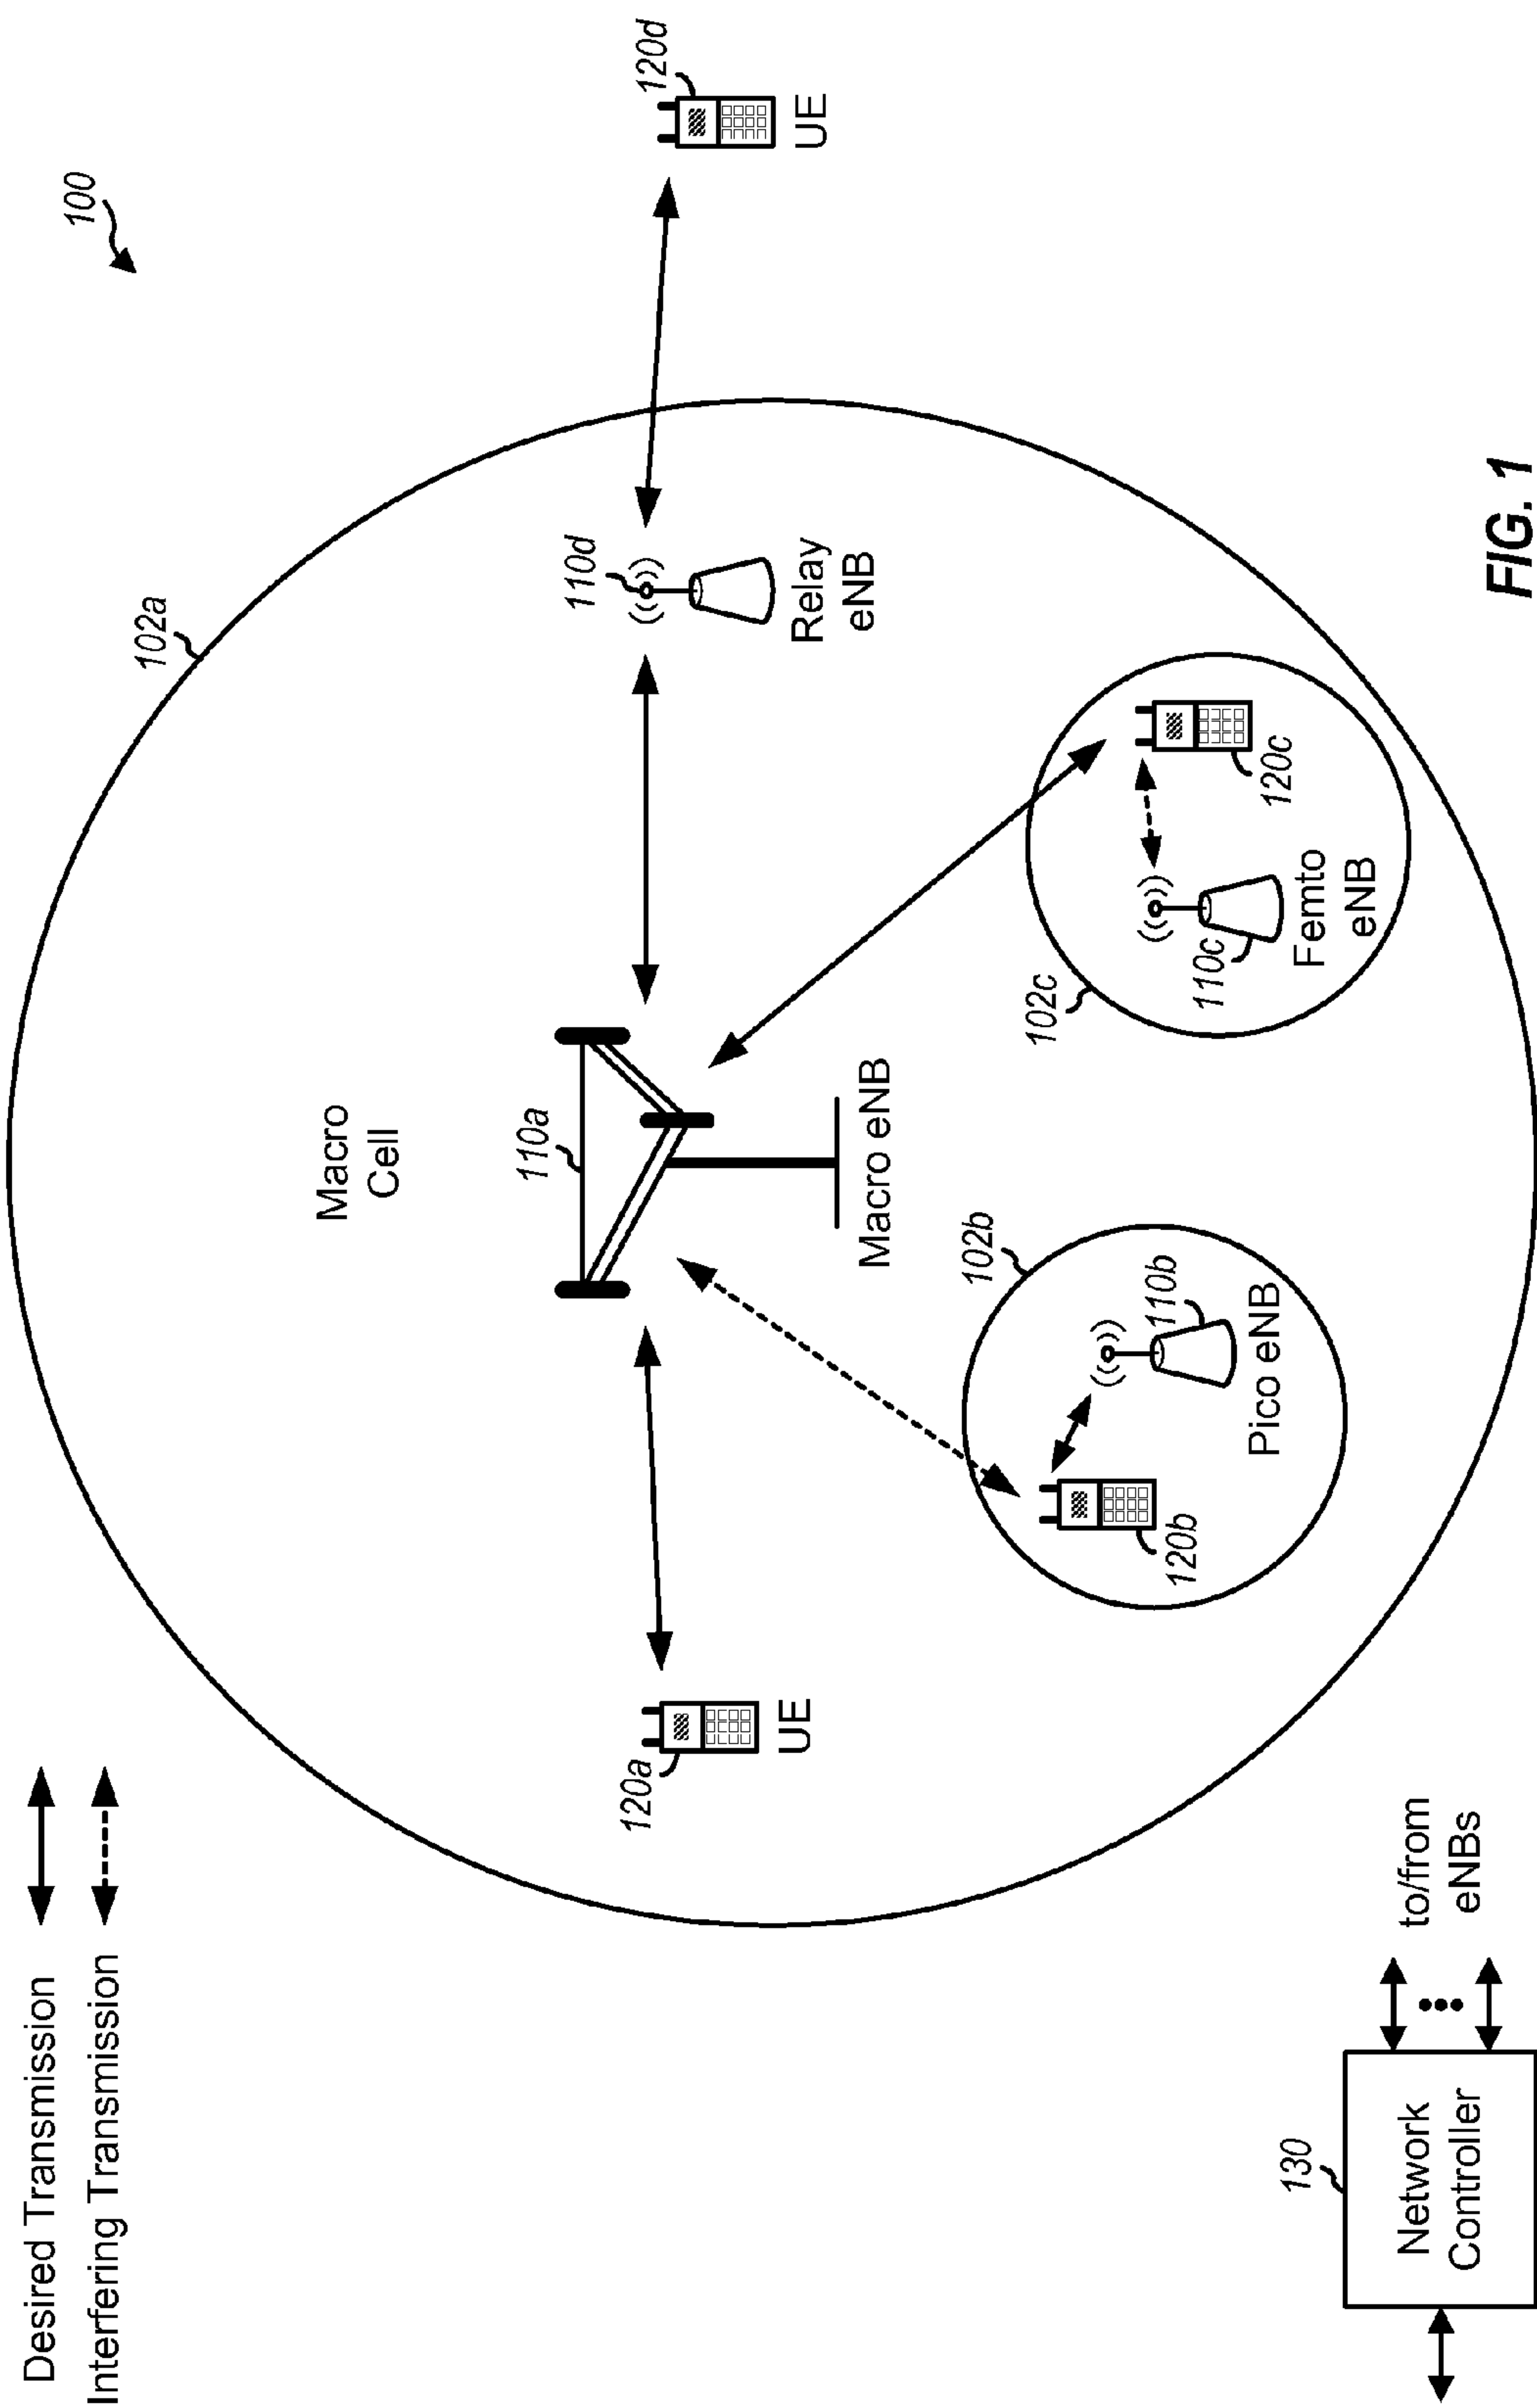 Desired Transmission
Interfering Transmission
100
102a
Macro
Cell
110a
Macro eNB
110d
Relay
eNB
120d
UE
120a
UE
102b
110b
Pico eNB
120b
102c
110c
Femto
eNB
120c
130
Network
Controller
to/from
eNBs
FIG. 1